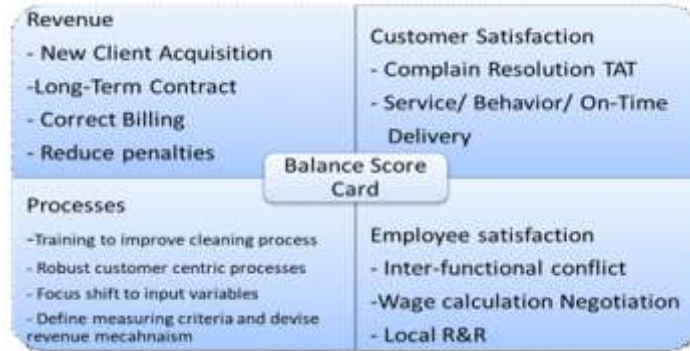 Revenue
- New Client Acquisition
-Long-Term Contract
- Correct Billing
- Reduce penalties
Customer Satisfaction
- Complain Resolution TAT
- Service/ Behavior/ On-Time
Delivery
Balance Score
Card
Processes
-Training to improve cleaning process
- Robust customer centric processes
- Focus shift to input variables
- Define measuring criteria and devise
revenue mecahnaism
Employee satisfaction
- Inter-functional conflict
-Wage calculation Negotiation
- Local R&R